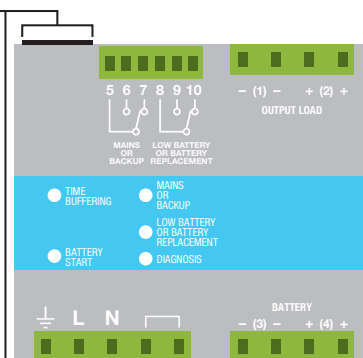 5 6 7 8 9 10
MAINS
OR
BACKUP
LOW BATTERY
OR BATTERY
REPLACEMENT
– (1) – + (2) +
OUTPUT LOAD
TIME
BUFFERING
MAINS
OR
BACKUP
LOW BATTERY
OR BATTERY
REPLACEMENT
BATTERY
START
DIAGNOSIS
L N
BATTERY
– (3) – + (4) +